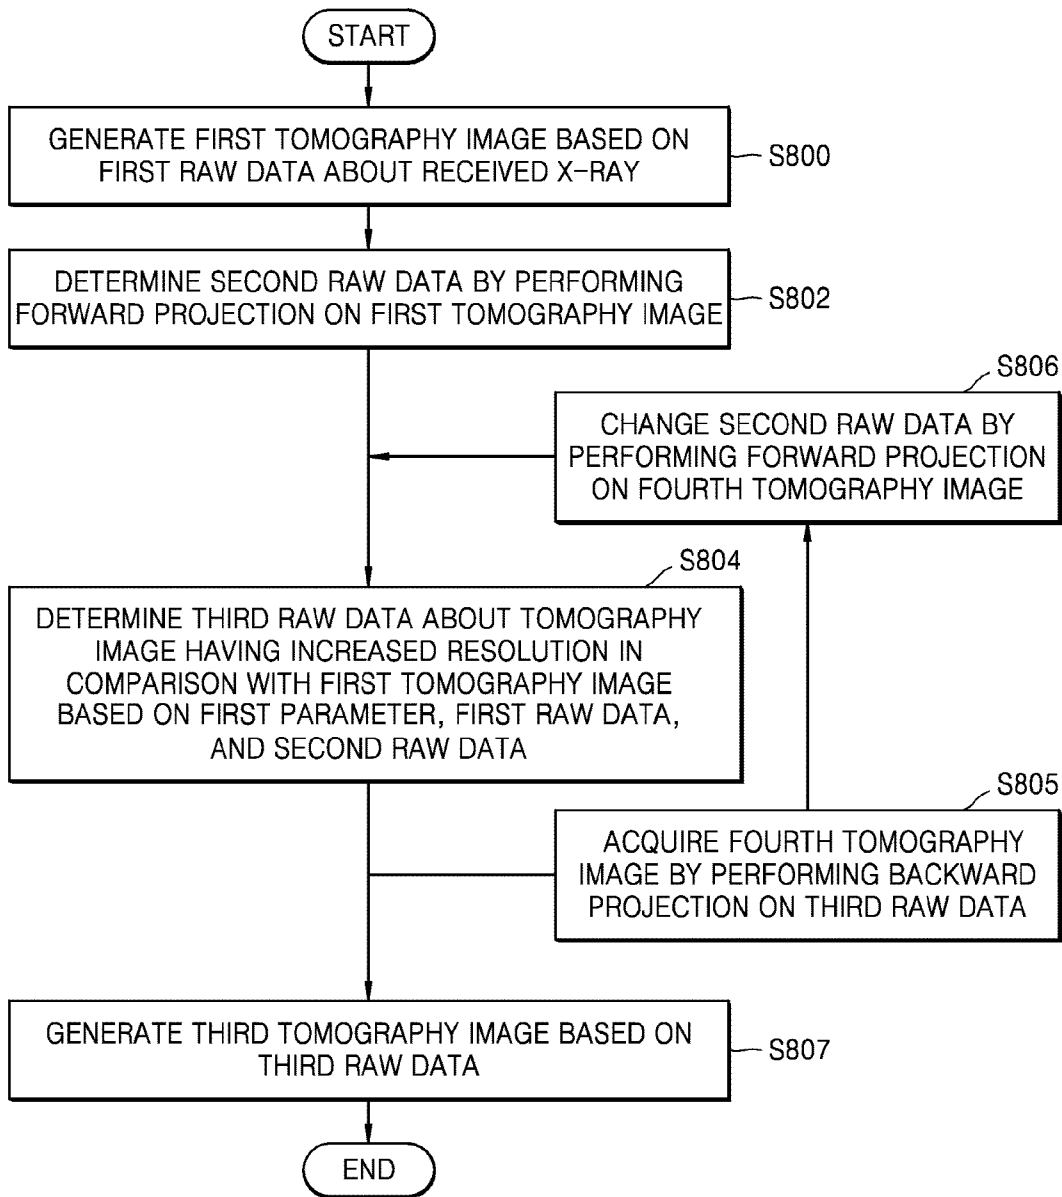 START
GENERATE FIRST TOMOGRAPHY IMAGE BASED ON
FIRST RAW DATA ABOUT RECEIVED X-RAY
S800
DETERMINE SECOND RAW DATA BY PERFORMING
FORWARD PROJECTION ON FIRST TOMOGRAPHY IMAGE
S802
S806
CHANGE SECOND RAW DATA BY
PERFORMING FORWARD PROJECTION
ON FOURTH TOMOGRAPHY IMAGE
S804
DETERMINE THIRD RAW DATA ABOUT TOMOGRAPHY
IMAGE HAVING INCREASED RESOLUTION IN
COMPARISON WITH FIRST TOMOGRAPHY IMAGE
BASED ON FIRST PARAMETER, FIRST RAW DATA,
AND SECOND RAW DATA
S805
ACQUIRE FOURTH TOMOGRAPHY
IMAGE BY PERFORMING BACKWARD
PROJECTION ON THIRD RAW DATA
GENERATE THIRD TOMOGRAPHY IMAGE BASED ON
THIRD RAW DATA
S807
END